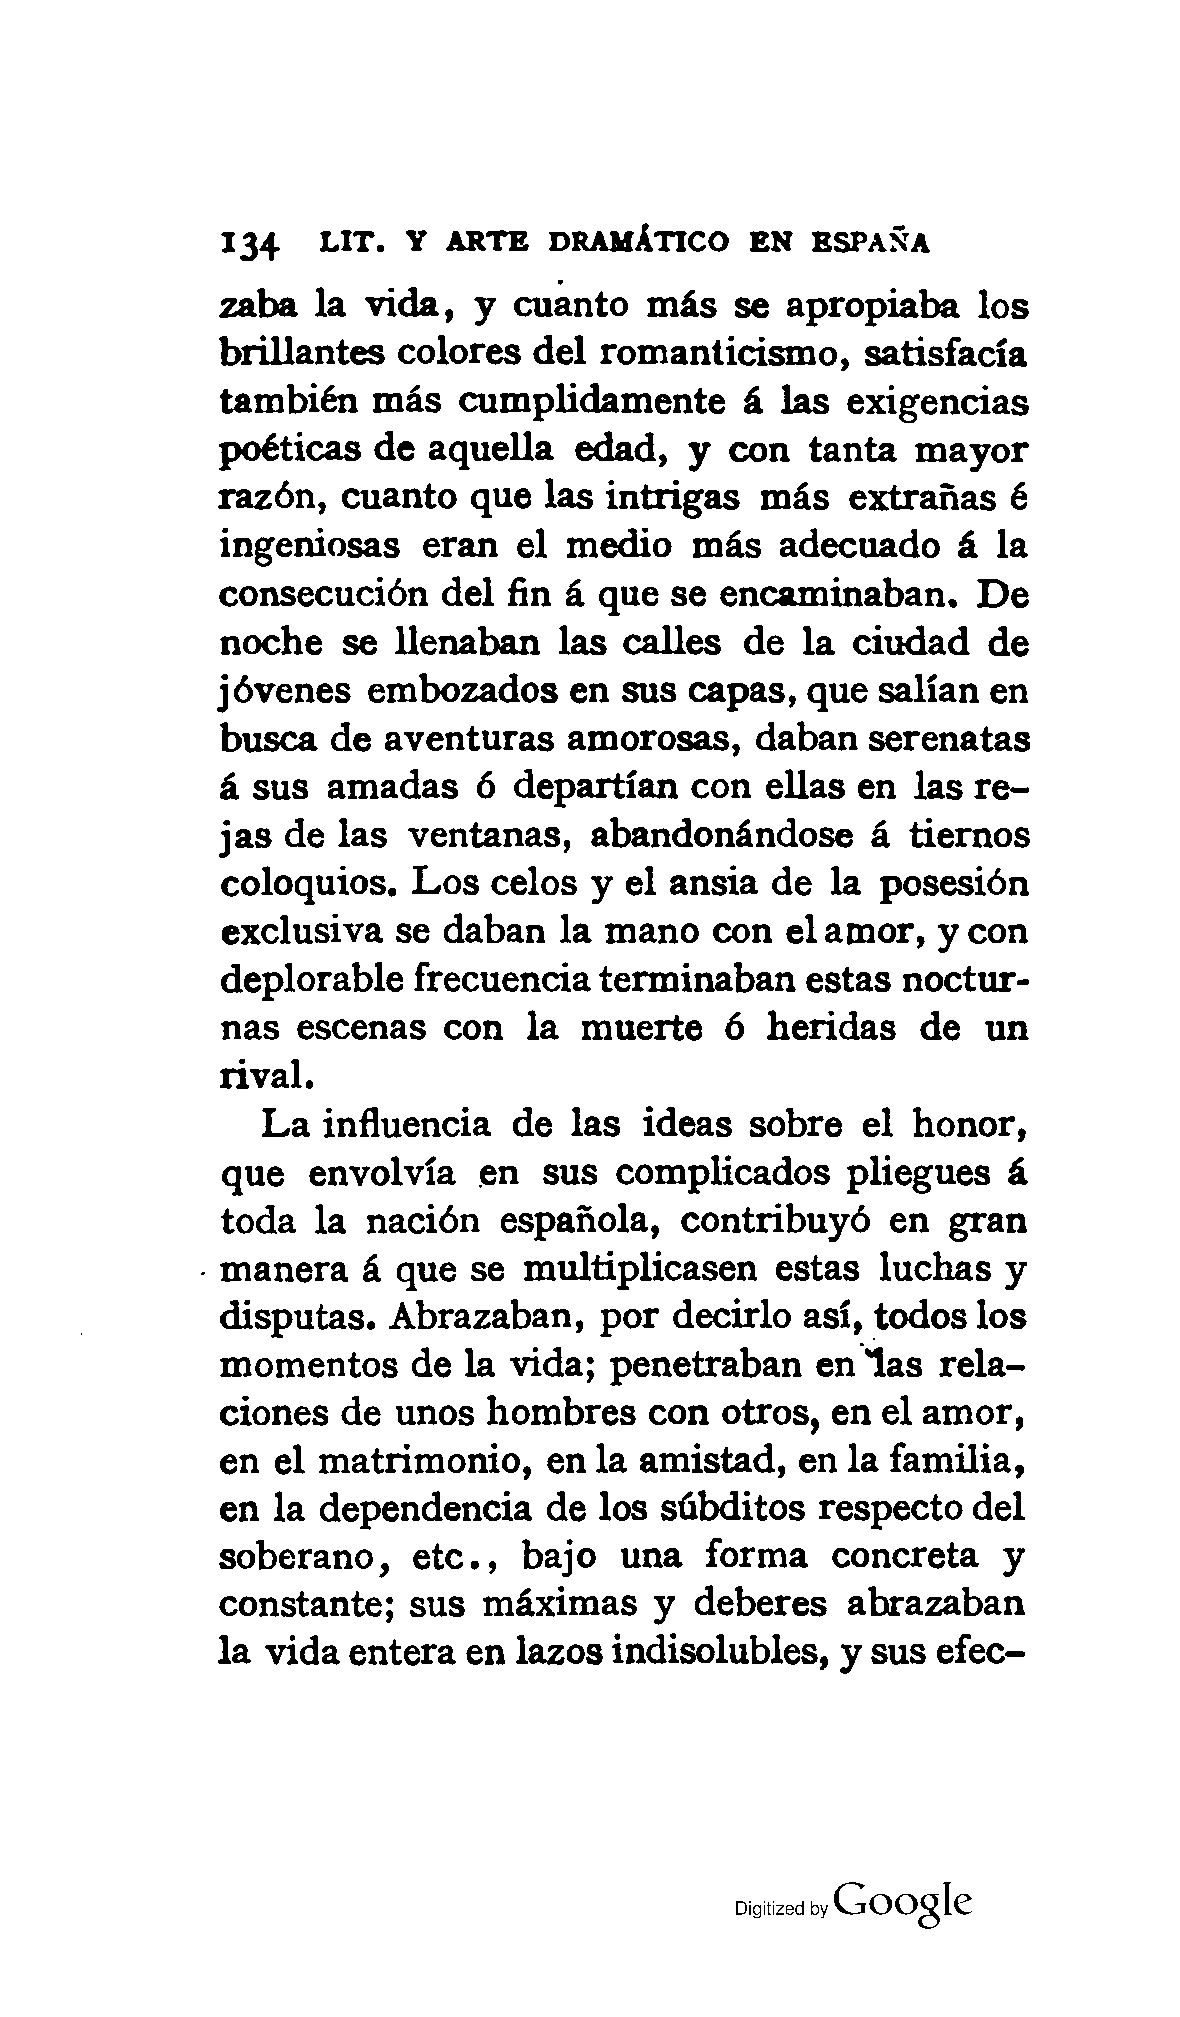 134 LIT. Y ARTE DRAMÁTICO EN ESPAÑA
zaba la vida, y cuanto más se apropiaba los
brillantes colores del romanticismo, satisfacía
también más cumplidamente á las exigencias
poéticas de aquella edad, y con tanta mayor
razón, cuanto que las intrigas más extrañas é
ingeniosas eran el medio más adecuado á la
consecución del fin á que se encaminaban. De
noche se llenaban las calles de la ciudad de
jóvenes embozados en sus capas, que salían en
busca de aventuras amorosas, daban serenatas
á sus amadas ó departían con ellas en las re-
jas de las ventanas, abandonándose á tiernos
coloquios. Los celos y el ansia de la posesión
exclusiva se daban la mano con el amor, y con
deplorable frecuencia terminaban estas noctur-
nas escenas con la muerte ó heridas de un
rival.
La influencia de las ideas sobre el honor,
que envolvía en sus complicados pliegues á
toda la nación española, contribuyó en gran
manera á que se multiplicasen estas luchas y
disputas. Abrazaban, por decirlo así, todos los
momentos de la vida; penetraban en las rela-
ciones de unos hombres con otros, en el amor,
en el matrimonio, en la amistad, en la familia,
en la dependencia de los súbditos respecto del
soberano, etc., bajo una forma concreta y
constante; sus máximas y deberes abrazaban
la vida entera en lazos indisolubles, y sus efec-
Digitized by Google